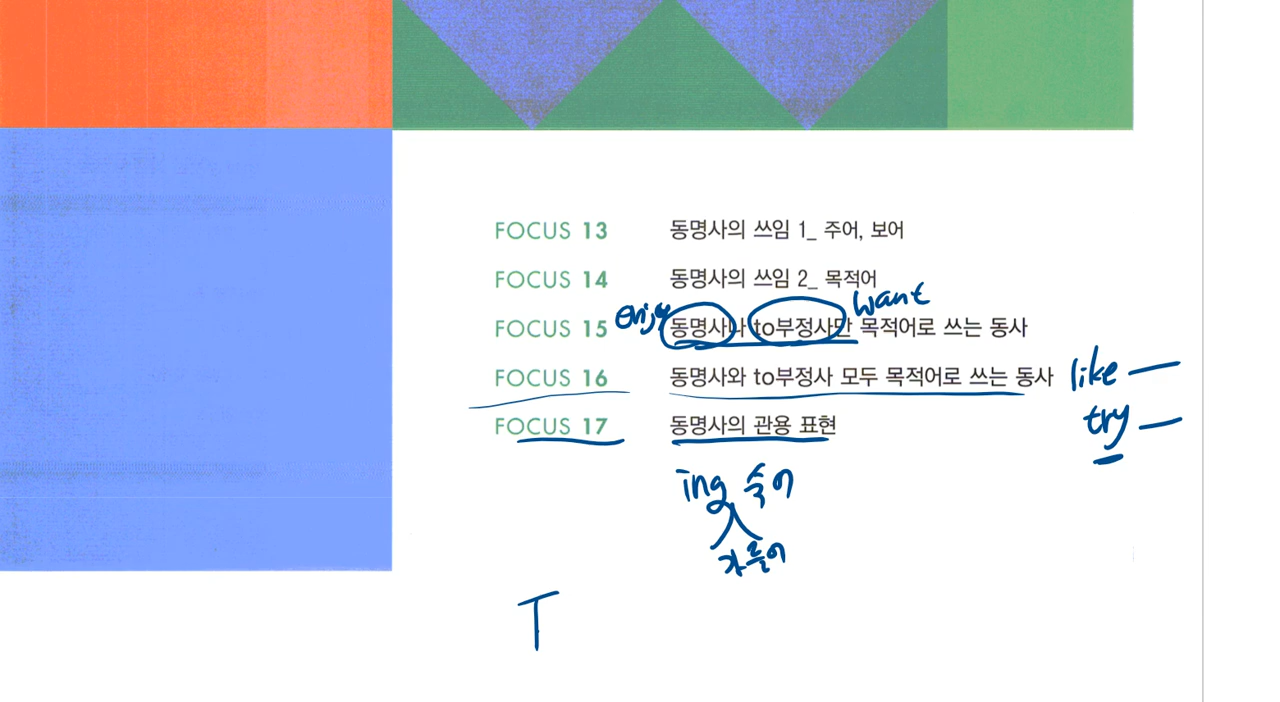 FOCUS 13 동명사의 쓰임 1_ 주어, 보어
FOCUS 14 동명사의 쓰임 2_ 목적어
enjoy want
FOCUS 15 동명사나 to부정사만 목적어로 쓰는 동사
FOCUS 16 동명사와 to부정사 모두 목적어로 쓰는 동사 like —
FOCUS 17 동명사의 관용 표현 try —
ing 숙어
T